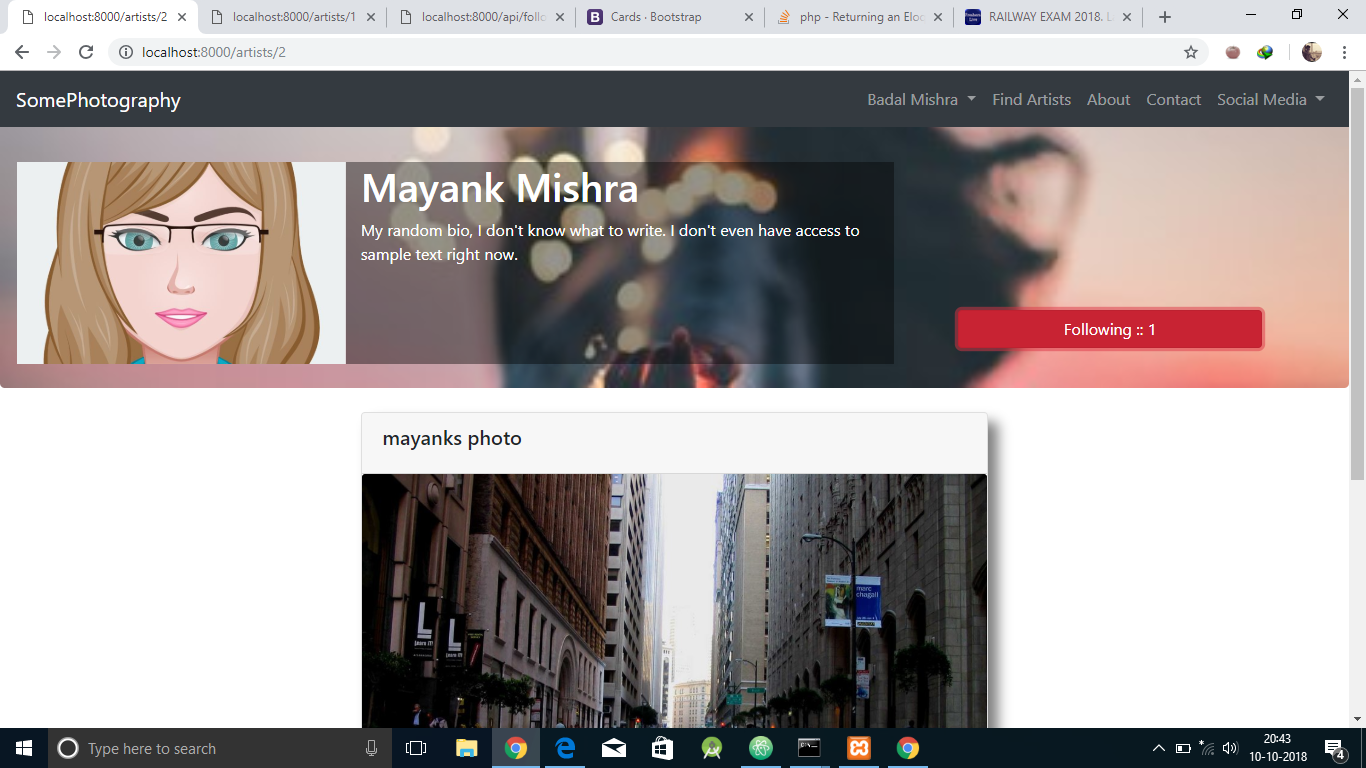 localhost:8000/artists/2
localhost:8000/artists/1
localhost:8000/api/follo
Cards · Bootstrap
php - Returning an Eloq
RAILWAY EXAM 2018. L
localhost:8000/artists/2
SomePhotography
Badal Mishra
Find Artists
About
Contact
Social Media
Mayank Mishra
My random bio, I don't know what to write. I don't even have access to
sample text right now.
Following :: 1
mayanks photo
L
L
marc
chagall
Type here to search
20:43
10-10-2018
4